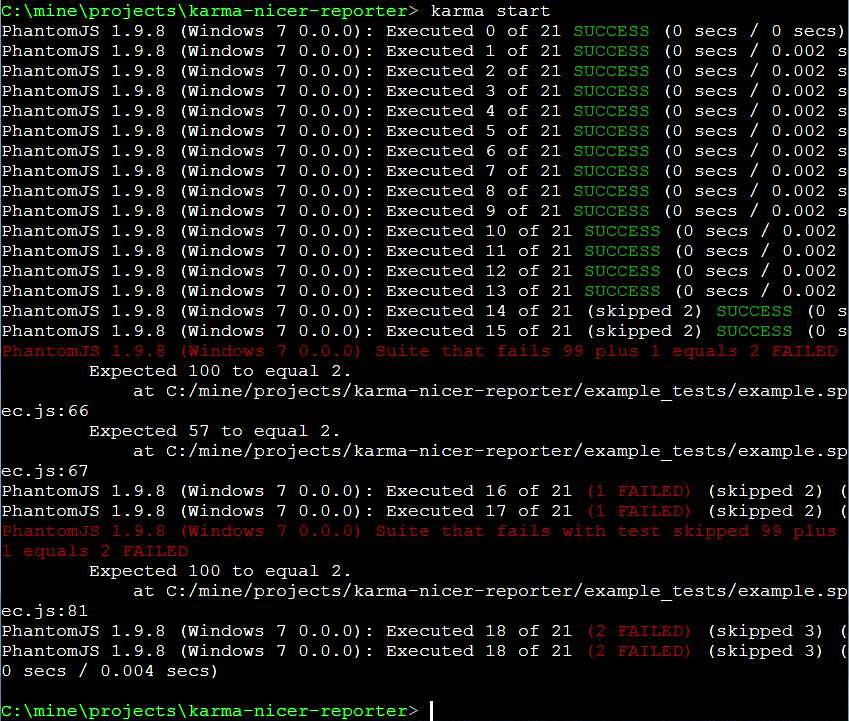 C:\mine\projects\karma-nicer-reporter> karma start
PhantomJS 1.9.8 (Windows 7 0.0.0): Executed 0 of 21 SUCCESS (0 secs / 0 secs)
PhantomJS 1.9.8 (Windows 7 0.0.0): Executed 1 of 21 SUCCESS (0 secs / 0.002 s
PhantomJS 1.9.8 (Windows 7 0.0.0): Executed 2 of 21 SUCCESS (0 secs / 0.002 s
PhantomJS 1.9.8 (Windows 7 0.0.0): Executed 3 of 21 SUCCESS (0 secs / 0.002 s
PhantomJS 1.9.8 (Windows 7 0.0.0): Executed 4 of 21 SUCCESS (0 secs / 0.002 s
PhantomJS 1.9.8 (Windows 7 0.0.0): Executed 5 of 21 SUCCESS (0 secs / 0.002 s
PhantomJS 1.9.8 (Windows 7 0.0.0): Executed 6 of 21 SUCCESS (0 secs / 0.002 s
PhantomJS 1.9.8 (Windows 7 0.0.0): Executed 7 of 21 SUCCESS (0 secs / 0.002 s
PhantomJS 1.9.8 (Windows 7 0.0.0): Executed 8 of 21 SUCCESS (0 secs / 0.002 s
PhantomJS 1.9.8 (Windows 7 0.0.0): Executed 9 of 21 SUCCESS (0 secs / 0.002 s
PhantomJS 1.9.8 (Windows 7 0.0.0): Executed 10 of 21 SUCCESS (0 secs / 0.002
PhantomJS 1.9.8 (Windows 7 0.0.0): Executed 11 of 21 SUCCESS (0 secs / 0.002
PhantomJS 1.9.8 (Windows 7 0.0.0): Executed 12 of 21 SUCCESS (0 secs / 0.002
PhantomJS 1.9.8 (Windows 7 0.0.0): Executed 13 of 21 SUCCESS (0 secs / 0.002
PhantomJS 1.9.8 (Windows 7 0.0.0): Executed 14 of 21 (skipped 2) SUCCESS (0 s
PhantomJS 1.9.8 (Windows 7 0.0.0): Executed 15 of 21 (skipped 2) SUCCESS (0 s
PhantomJS 1.9.8 (Windows 7 0.0.0) Suite that fails 99 plus 1 equals 2 FAILED
Expected 100 to equal 2.
at C:/mine/projects/karma-nicer-reporter/example_tests/example.sp
ec.js:66
Expected 57 to equal 2.
at C:/mine/projects/karma-nicer-reporter/example_tests/example.sp
ec.js:67
PhantomJS 1.9.8 (Windows 7 0.0.0): Executed 16 of 21 (1 FAILED) (skipped 2) (
PhantomJS 1.9.8 (Windows 7 0.0.0): Executed 17 of 21 (1 FAILED) (skipped 2) (
PhantomJS 1.9.8 (Windows 7 0.0.0) Suite that fails with test skipped 99 plus
1 equals 2 FAILED
Expected 100 to equal 2.
at C:/mine/projects/karma-nicer-reporter/example_tests/example.sp
ec.js:81
PhantomJS 1.9.8 (Windows 7 0.0.0): Executed 18 of 21 (2 FAILED) (skipped 3) (
PhantomJS 1.9.8 (Windows 7 0.0.0): Executed 18 of 21 (2 FAILED) (skipped 3) (
0 secs / 0.004 secs)
C:\mine\projects\karma-nicer-reporter>